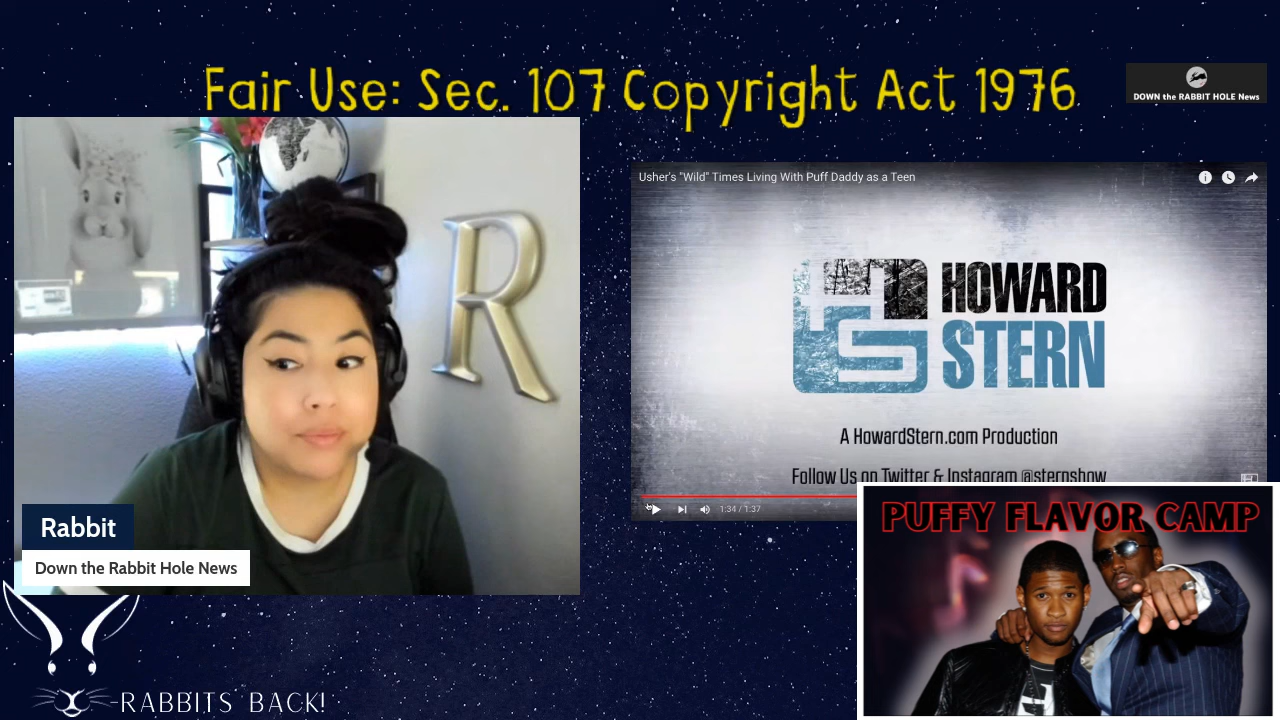 Fair Use: Sec. 107 Copyright Act 1976
DOWN the RABBIT HOLE News
Usher's "Wild" Times Living With Puff Daddy as a Teen
R
HOWARD
STERN
A HowardStern.com Production
Follow Us on Twitter & Instagram @sternshow
1:34 / 1:37
PUFFY FLAVOR CAMP
Rabbit
Down the Rabbit Hole News
RABBITS BACK!